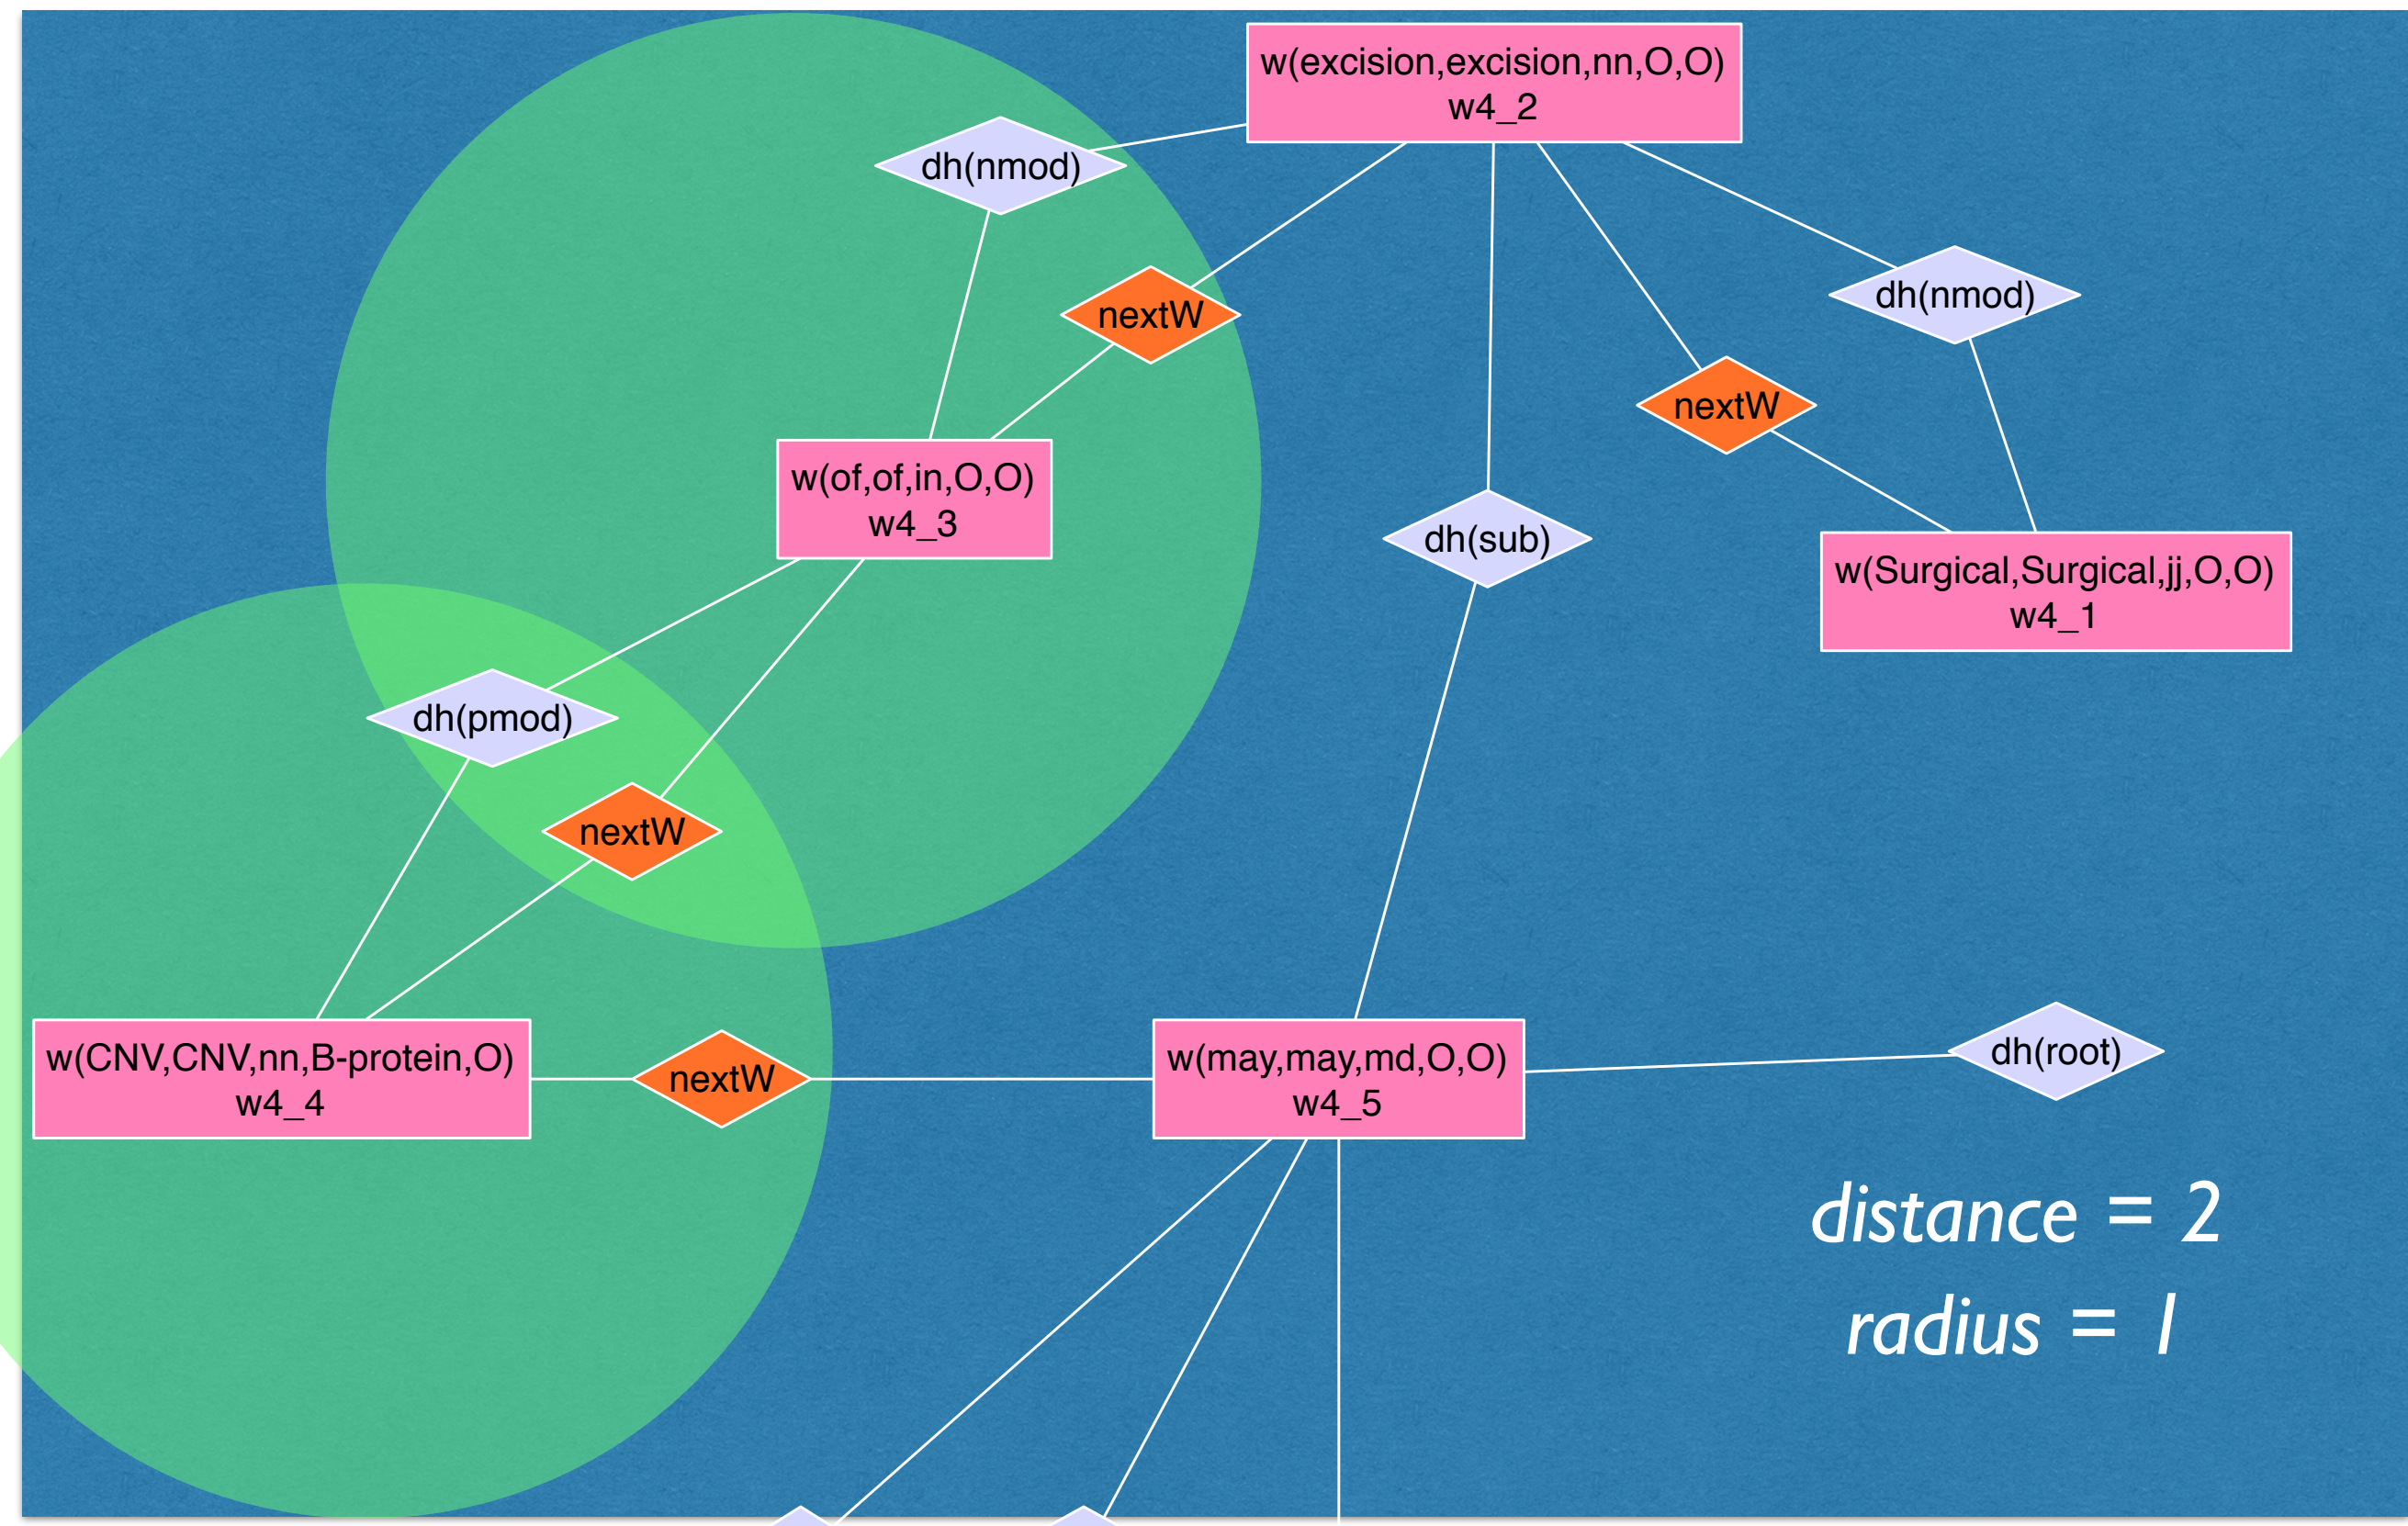 w(excision,excision,nn,O,O)
w4_2
dh(nmod)
nextW
dh(nmod)
nextW
w(of,of,in,O,O)
w4_3
dh(sub)
w(Surgical,Surgical,jj,O,O)
w4_1
dh(pmod)
nextW
w(CNV,CNV,nn,B-protein,O)
w4_4
nextW
w(may,may,md,O,O)
w4_5
dh(root)
distance = 2
radius = 1